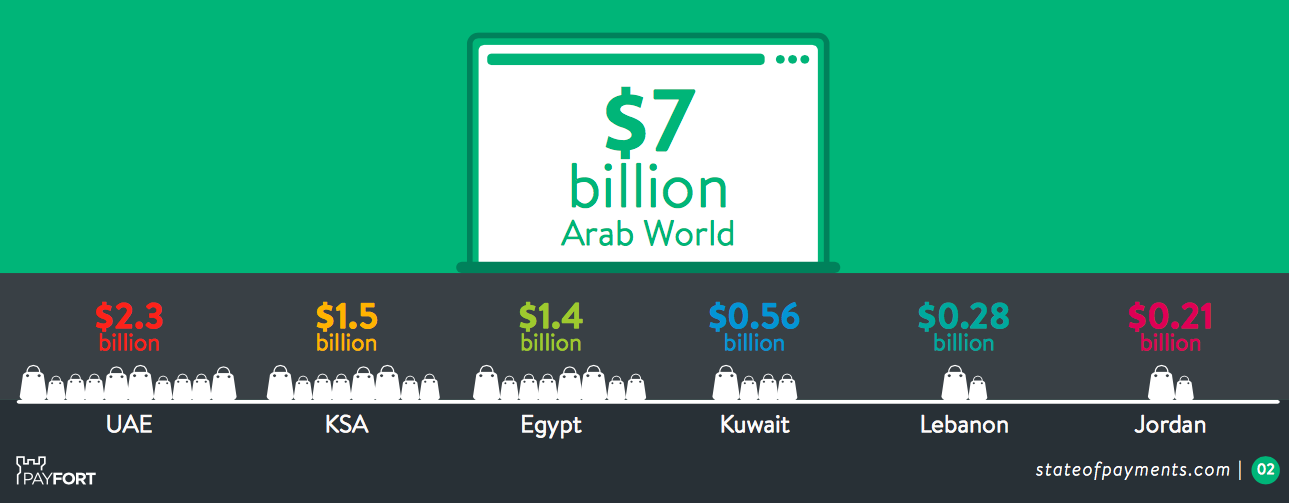 $7
billion
Arab World
$2.3
billion
$1.5
billion
$1.4
billion
$0.56
billion
$0.28
billion
$0.21
billion
UAE
KSA
Egypt
Kuwait
Lebanon
Jordan
PAYFORT
stateofpayments.com | 02